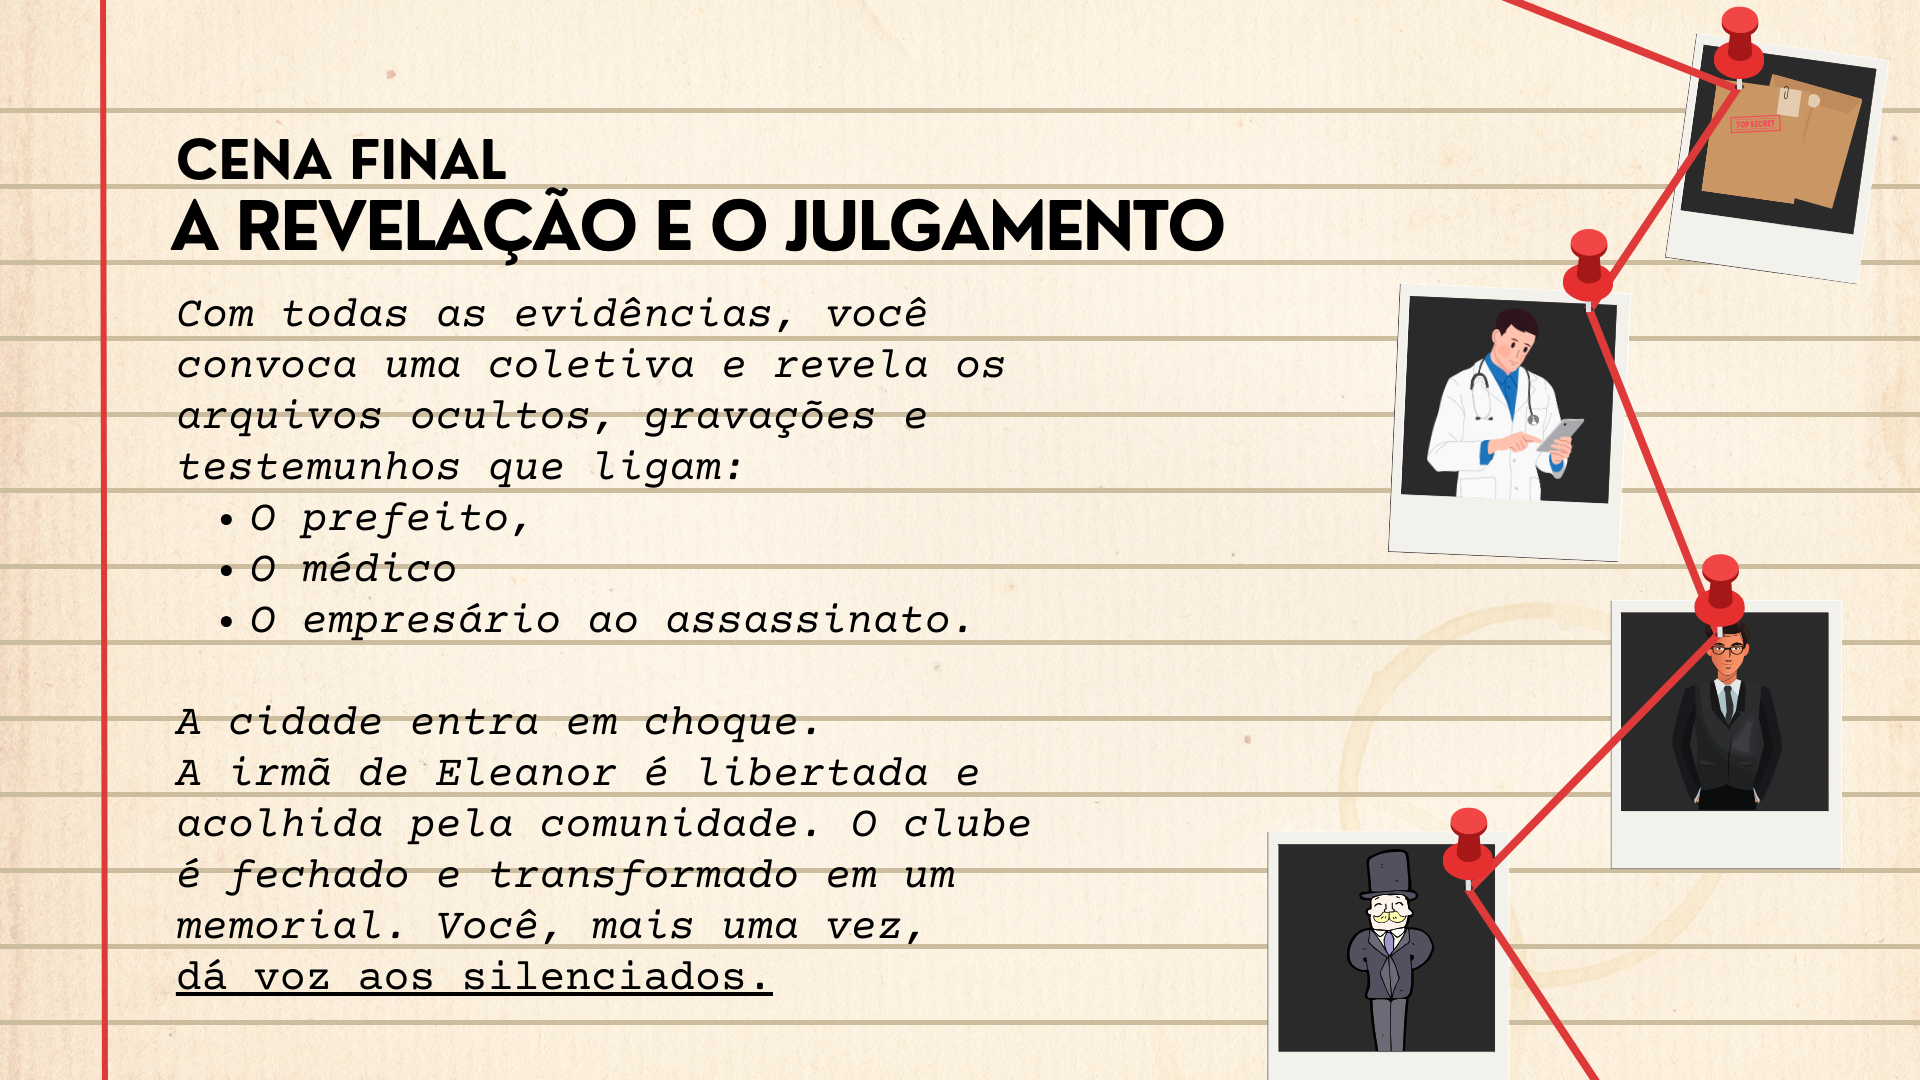 CENA FINAL
A REVELAÇÃO E O JULGAMENTO
Com todas as evidências, você
convoca uma coletiva e revela os
arquivos ocultos, gravações e
testemunhos que ligam:
• O prefeito,
• O médico
• O empresário ao assassinato.
A cidade entra em choque.
A irmã de Eleanor é libertada e
acolhida pela comunidade. O clube
é fechado e transformado em um
memorial. Você, mais uma vez,
dá voz aos silenciados.
TOP SECRET